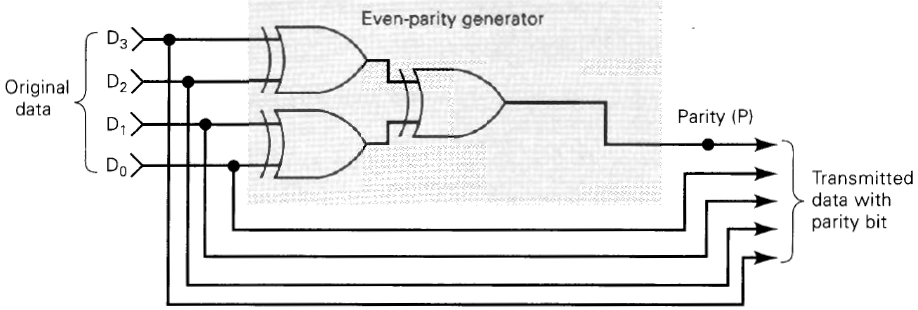 Even-parity generator
D3
D2
D1
D0
Original
data
Parity (P)
Transmitted
data with
parity bit